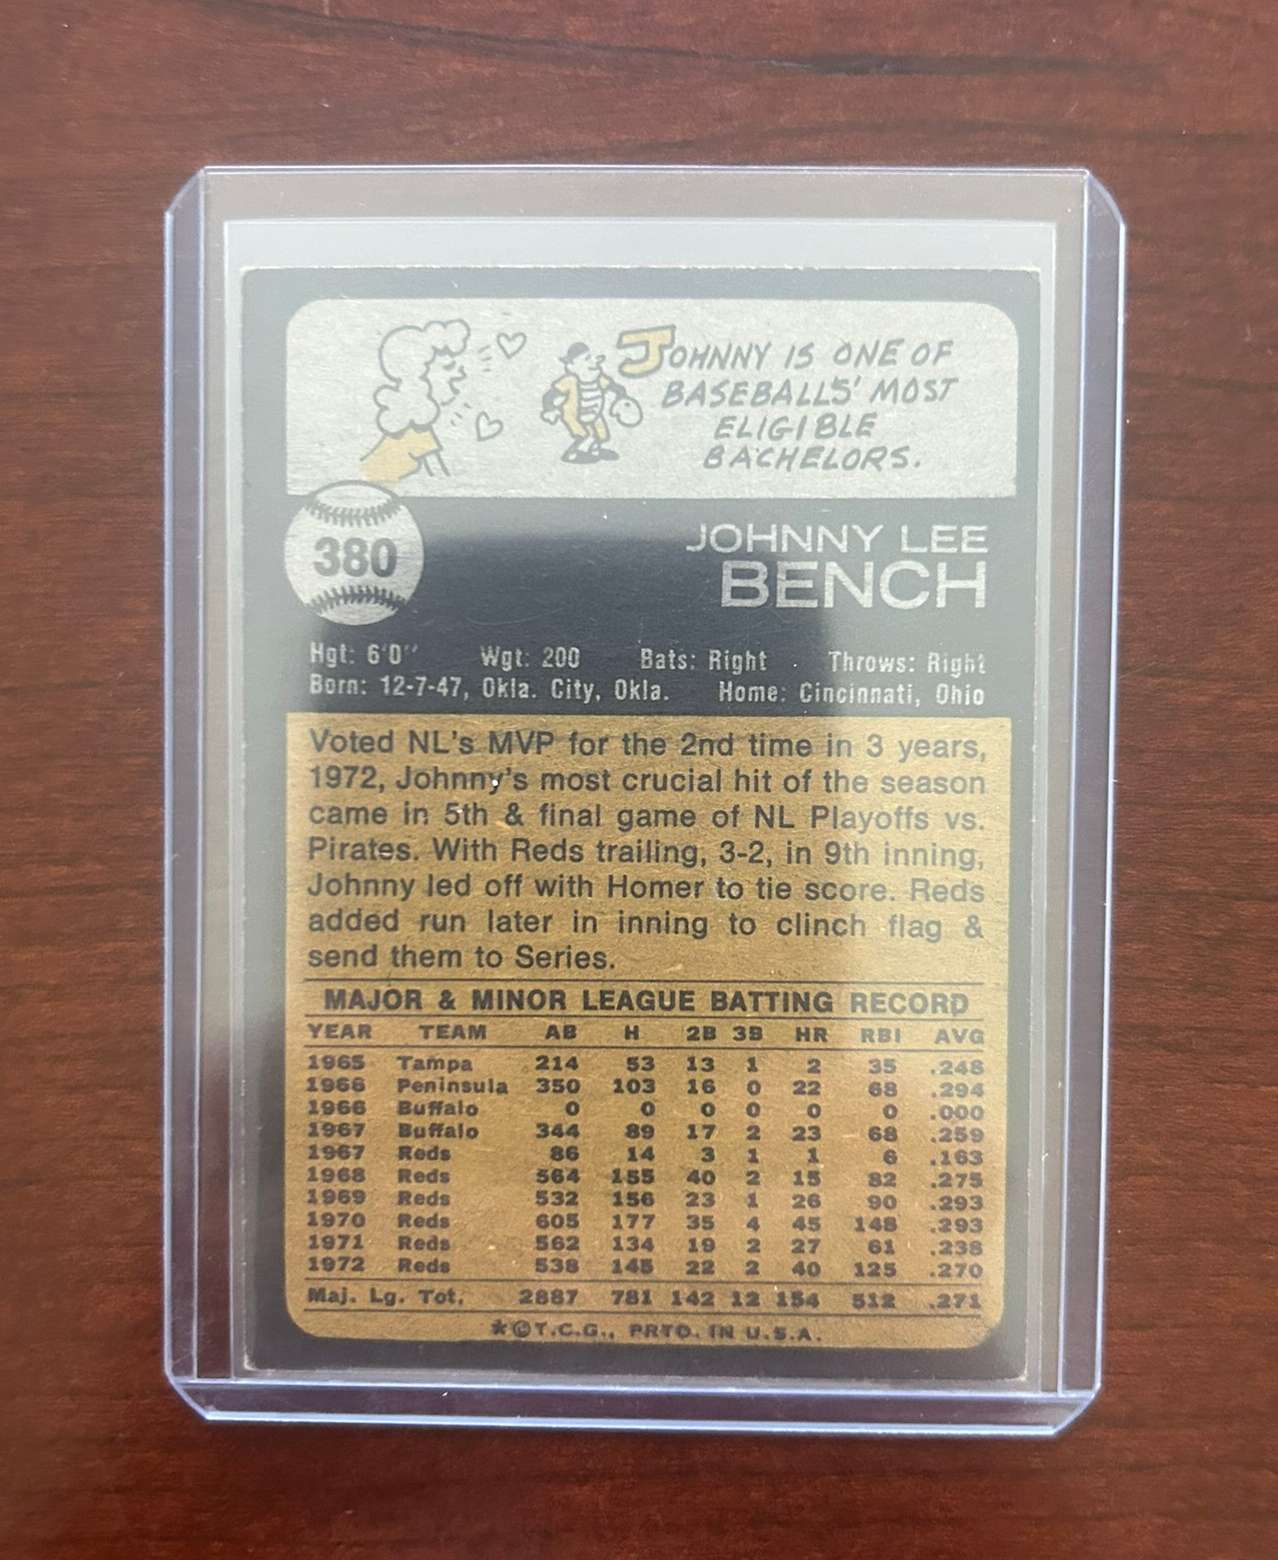 JOHNNY IS ONE OF
BASEBALLS' MOST
ELIGIBLE
BACHELORS.
380
JOHNNY LEE
BENCH
Hgt: 6'0" Wgt: 200 Bats: Right Throws: Right
Born: 12-7-47, Okla. City, Okla. Home: Cincinnati, Ohio
Voted NL's MVP for the 2nd time in 3 years,
1972, Johnny's most crucial hit of the season
came in 5th & final game of NL Playoffs vs.
Pirates. With Reds trailing, 3-2, in 9th inning,
Johnny led off with Homer to tie score. Reds
added run later in inning to clinch flag &
send them to Series.
MAJOR & MINOR LEAGUE BATTING RECORD
YEAR TEAM AB H 2B 3B HR RBI AVG
1965 Tampa 214 53 13 1 2 35 .248
1966 Peninsula 350 103 16 0 22 68 .294
1966 Buffalo 0 0 0 0 0 0 .000
1967 Buffalo 344 89 17 2 23 68 .259
1967 Reds 86 14 3 1 1 6 .163
1968 Reds 564 155 40 2 15 82 .275
1969 Reds 532 156 23 1 26 90 .293
1970 Reds 605 177 35 4 45 148 .293
1971 Reds 562 134 19 2 27 61 .238
1972 Reds 538 145 22 2 40 125 .270
Maj. Lg. Tot. 2887 781 142 12 154 512 .271
*©T.C.G., PRTD. IN U.S.A.